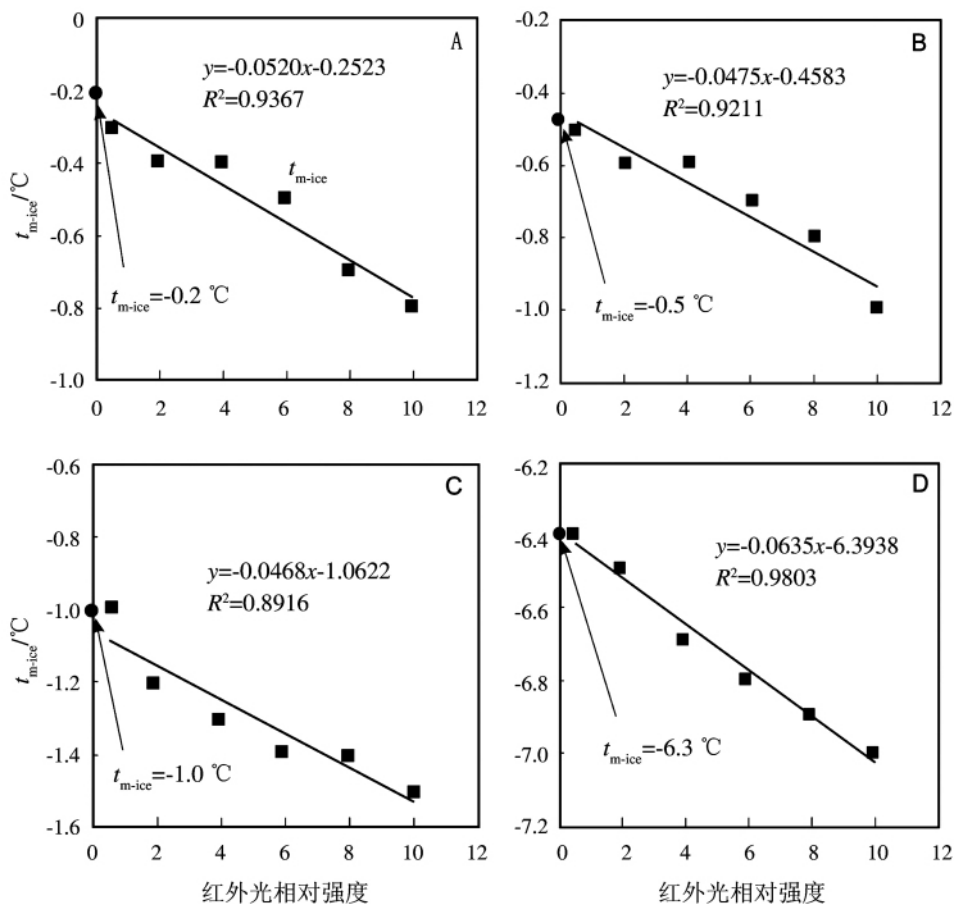 A
y=-0.0520x-0.2523
R²=0.9367
t_m-ice
t_m-ice=-0.2 ℃
t_m-ice/℃
0
-0.2
-0.4
-0.6
-0.8
-1.0
0 2 4 6 8 10 12
B
y=-0.0475x-0.4583
R²=0.9211
t_m-ice=-0.5 ℃
-0.2
-0.4
-0.6
-0.8
-1.0
-1.2
0 2 4 6 8 10 12
C
y=-0.0468x-1.0622
R²=0.8916
t_m-ice=-1.0 ℃
t_m-ice/℃
-0.6
-0.8
-1.0
-1.2
-1.4
-1.6
0 2 4 6 8 10 12
红外光相对强度
D
y=-0.0635x-6.3938
R²=0.9803
t_m-ice=-6.3 ℃
-6.2
-6.4
-6.6
-6.8
-7.0
-7.2
0 2 4 6 8 10 12
红外光相对强度